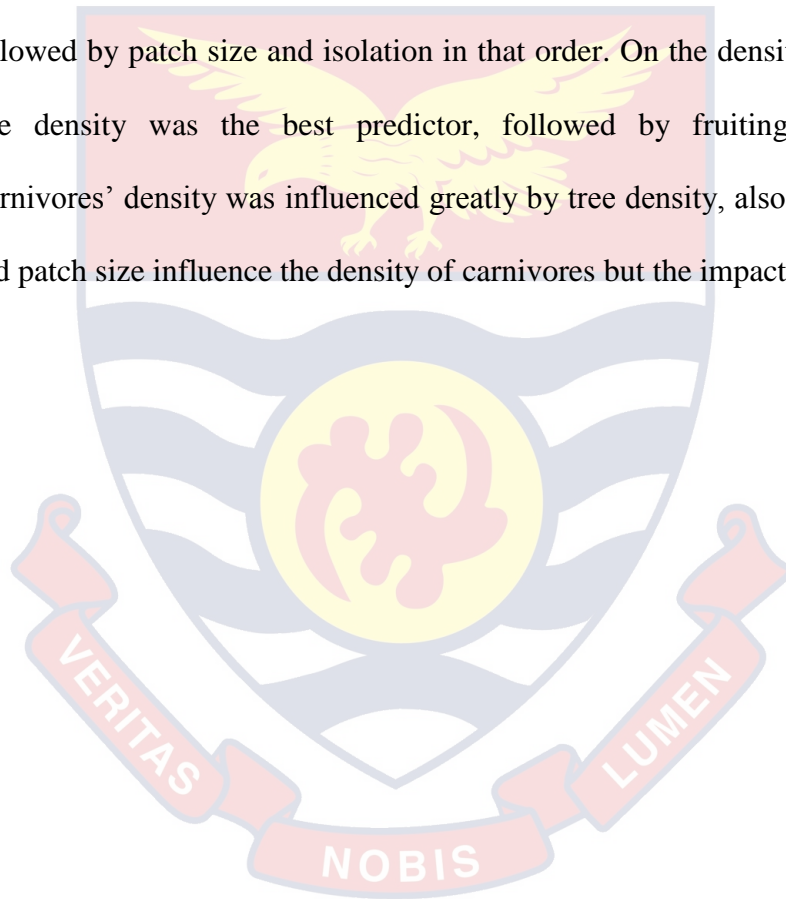 lowed by patch size and isolation in that order. On the densit
e density was the best predictor, followed by fruiting
rnivores' density was influenced greatly by tree density, also
d patch size influence the density of carnivores but the impact
VERITAS
NOBIS
LUMEN